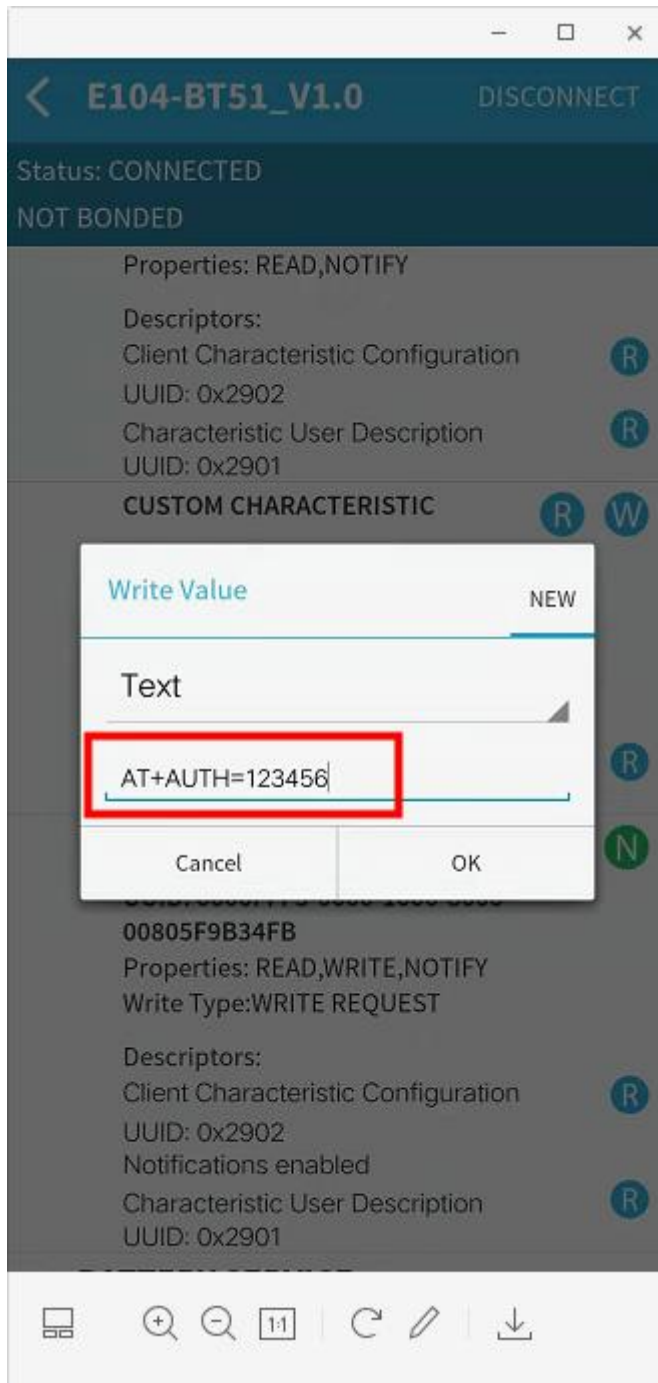 E104-BT51_V1.0 DISCONNECT
Status: CONNECTED
NOT BONDED
Properties: READ,NOTIFY
Descriptors:
Client Characteristic Configuration
R
UUID: 0x2902
Characteristic User Description
R
UUID: 0x2901
CUSTOM CHARACTERISTIC
R W
Write Value
NEW
Text
R
AT+AUTH=123456
Cancel OK
N
00805F9B34FB
Properties: READ,WRITE,NOTIFY
Write Type:WRITE REQUEST
Descriptors:
Client Characteristic Configuration
R
UUID: 0x2902
Notifications enabled
Characteristic User Description
R
UUID: 0x2901
1:1